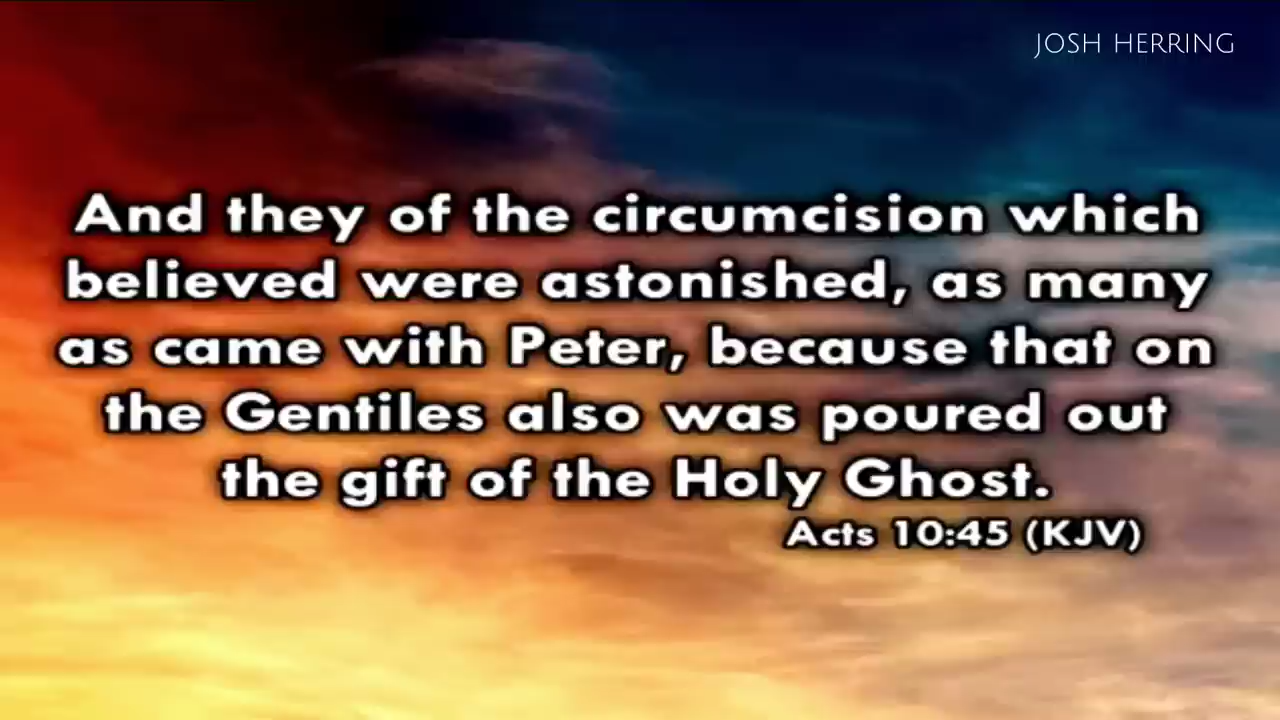 JOSH HERRING
And they of the circumcision which
believed were astonished, as many
as came with Peter, because that on
the Gentiles also was poured out
the gift of the Holy Ghost.
Acts 10:45 (KJV)